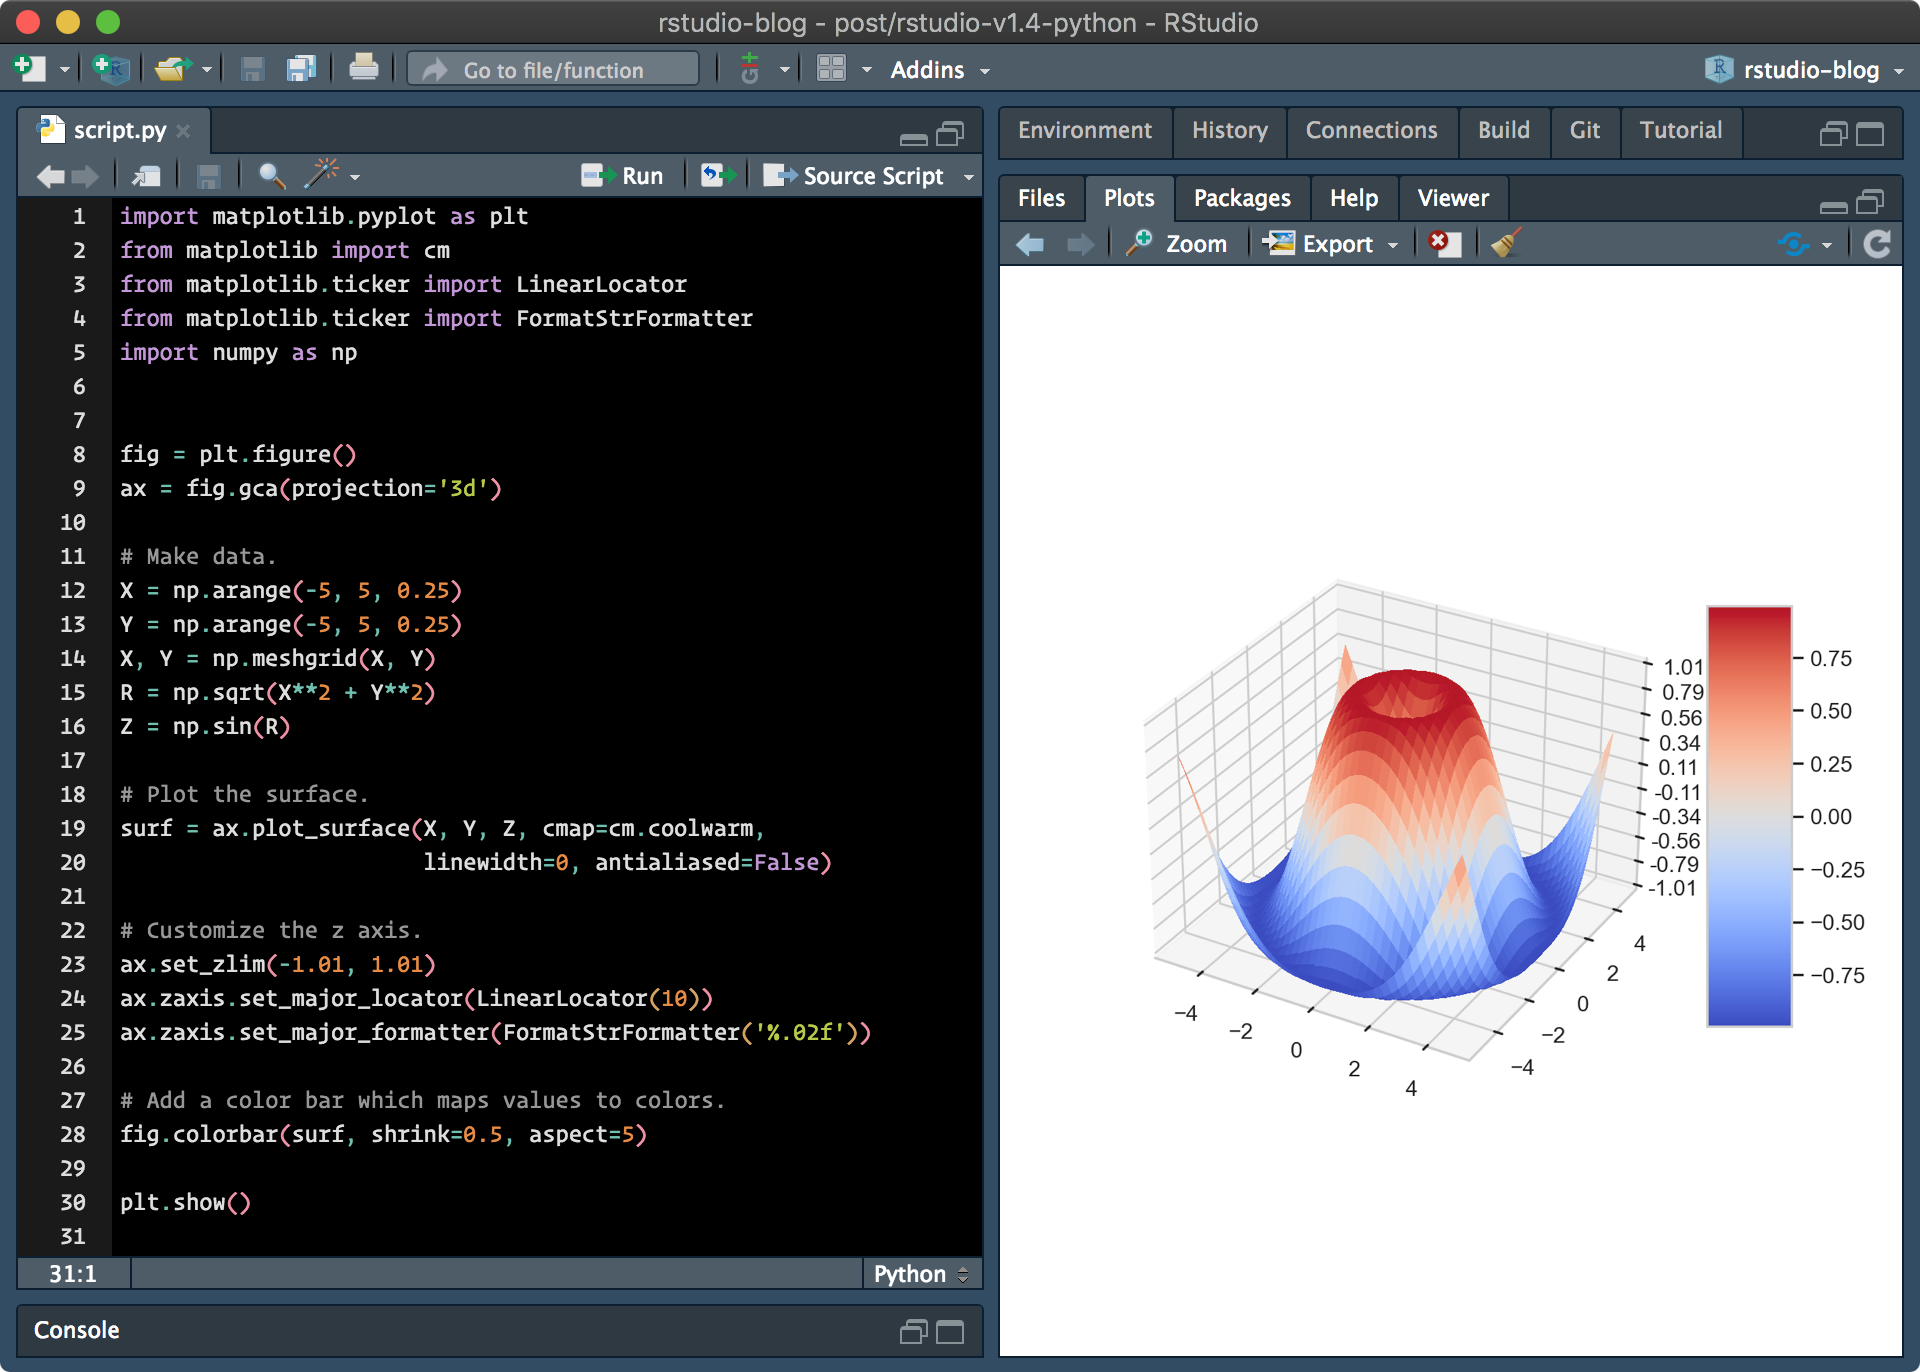 rstudio-blog - post/rstudio-v1.4-python - RStudio
Go to file/function
Addins
rstudio-blog
script.py
Run
Source Script
1 import matplotlib.pyplot as plt
2 from matplotlib import cm
3 from matplotlib.ticker import LinearLocator
4 from matplotlib.ticker import FormatStrFormatter
5 import numpy as np
6
7
8 fig = plt.figure()
9 ax = fig.gca(projection='3d')
10
11 # Make data.
12 X = np.arange(-5, 5, 0.25)
13 Y = np.arange(-5, 5, 0.25)
14 X, Y = np.meshgrid(X, Y)
15 R = np.sqrt(X**2 + Y**2)
16 Z = np.sin(R)
17
18 # Plot the surface.
19 surf = ax.plot_surface(X, Y, Z, cmap=cm.coolwarm,
20                        linewidth=0, antialiased=False)
21
22 # Customize the z axis.
23 ax.set_zlim(-1.01, 1.01)
24 ax.zaxis.set_major_locator(LinearLocator(10))
25 ax.zaxis.set_major_formatter(FormatStrFormatter('%.02f'))
26
27 # Add a color bar which maps values to colors.
28 fig.colorbar(surf, shrink=0.5, aspect=5)
29
30 plt.show()
31
31:1
Python
Console
Environment History Connections Build Git Tutorial
Files Plots Packages Help Viewer
Zoom Export
1.01
0.79
0.56
0.34
0.11
-0.11
-0.34
-0.56
-0.79
-1.01
−4
−2
0
2
4
4
2
0
−2
−4
0.75
0.50
0.25
0.00
−0.25
−0.50
−0.75